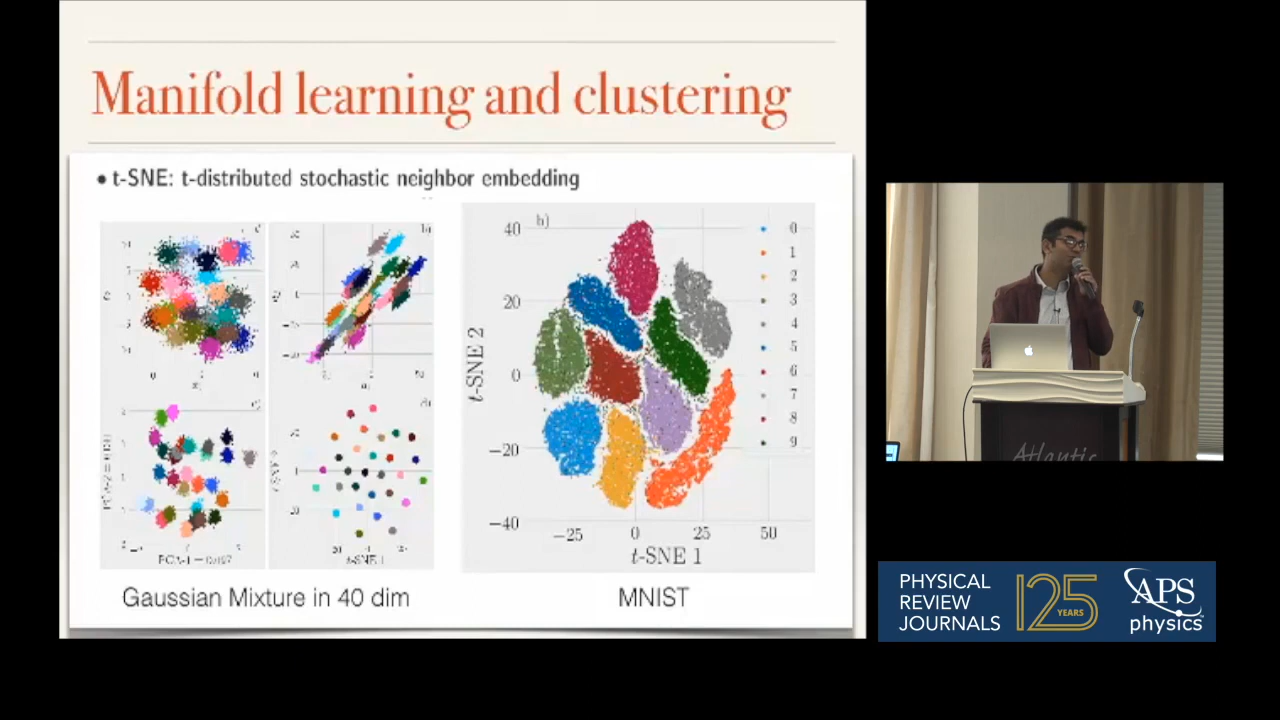 Manifold learning and clustering
• t-SNE: t-distributed stochastic neighbor embedding
b)
40
20
0
−20
−40
−25
0
25
50
t-SNE 2
t-SNE 1
0
1
2
3
4
5
6
7
8
9
t-SNE 1
Gaussian Mixture in 40 dim
MNIST
Atlantic
PHYSICAL
REVIEW
JOURNALS
125
YEARS
APS
physics